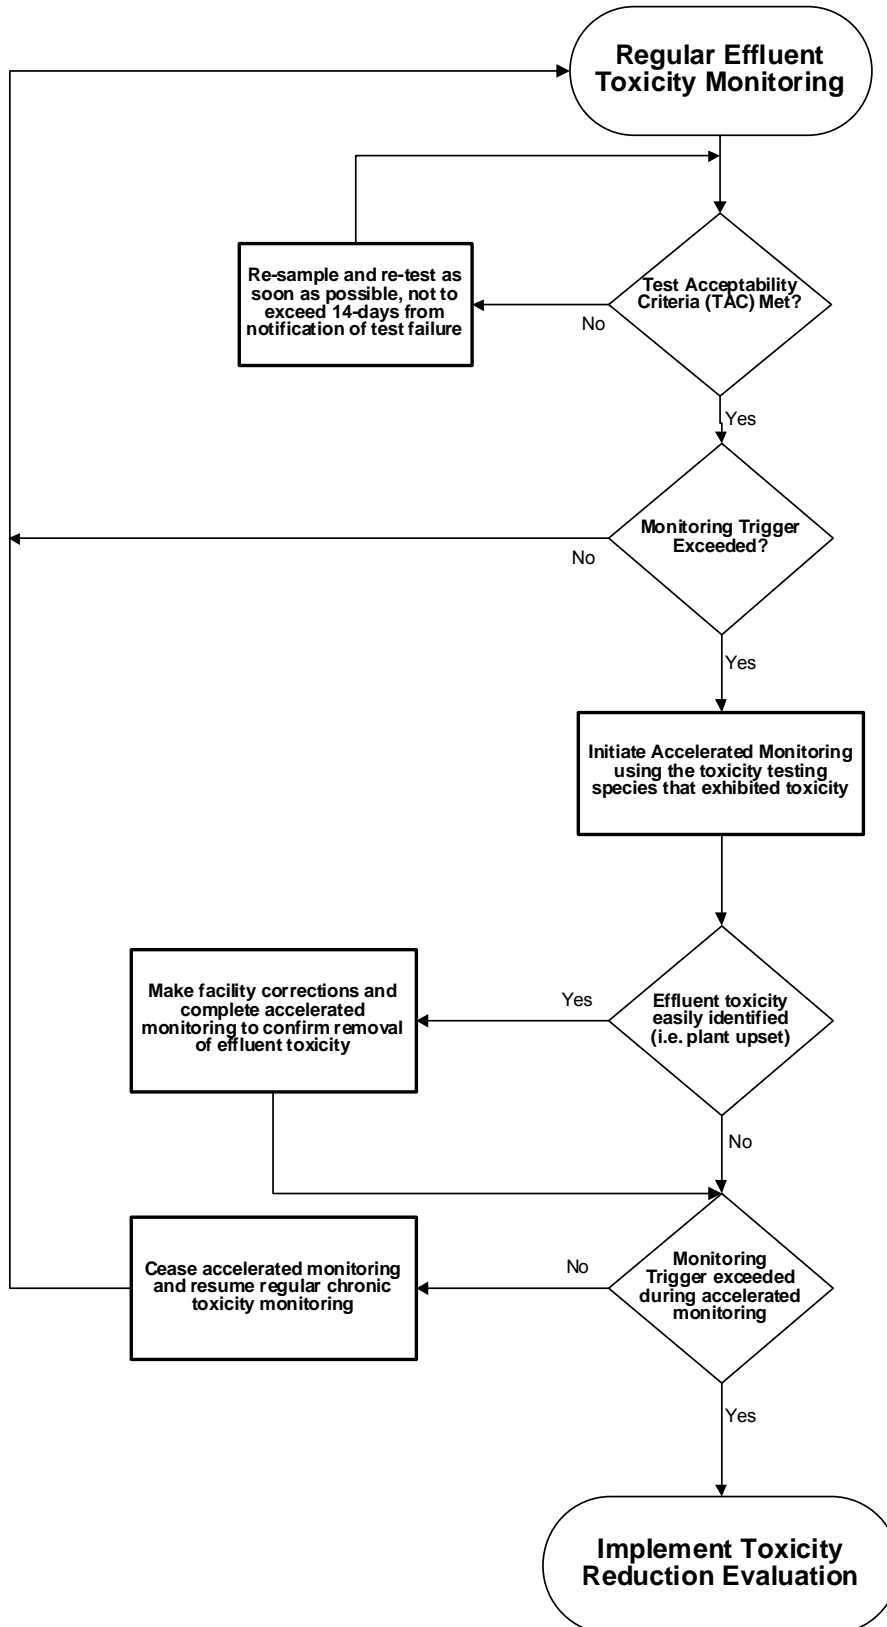 Regular Effluent
Toxicity Monitoring
Re-sample and re-test as
soon as possible, not to
exceed 14-days from
notification of test failure
Test Acceptability
Criteria (TAC) Met?
No
Yes
Monitoring Trigger
Exceeded?
No
Yes
Initiate Accelerated Monitoring
using the toxicity testing
species that exhibited toxicity
Make facility corrections and
complete accelerated
monitoring to confirm removal
of effluent toxicity
Yes
Effluent toxicity
easily identified
(i.e. plant upset)
No
Cease accelerated monitoring
and resume regular chronic
toxicity monitoring
No
Monitoring
Trigger exceeded
during accelerated
monitoring
Yes
Implement Toxicity
Reduction Evaluation